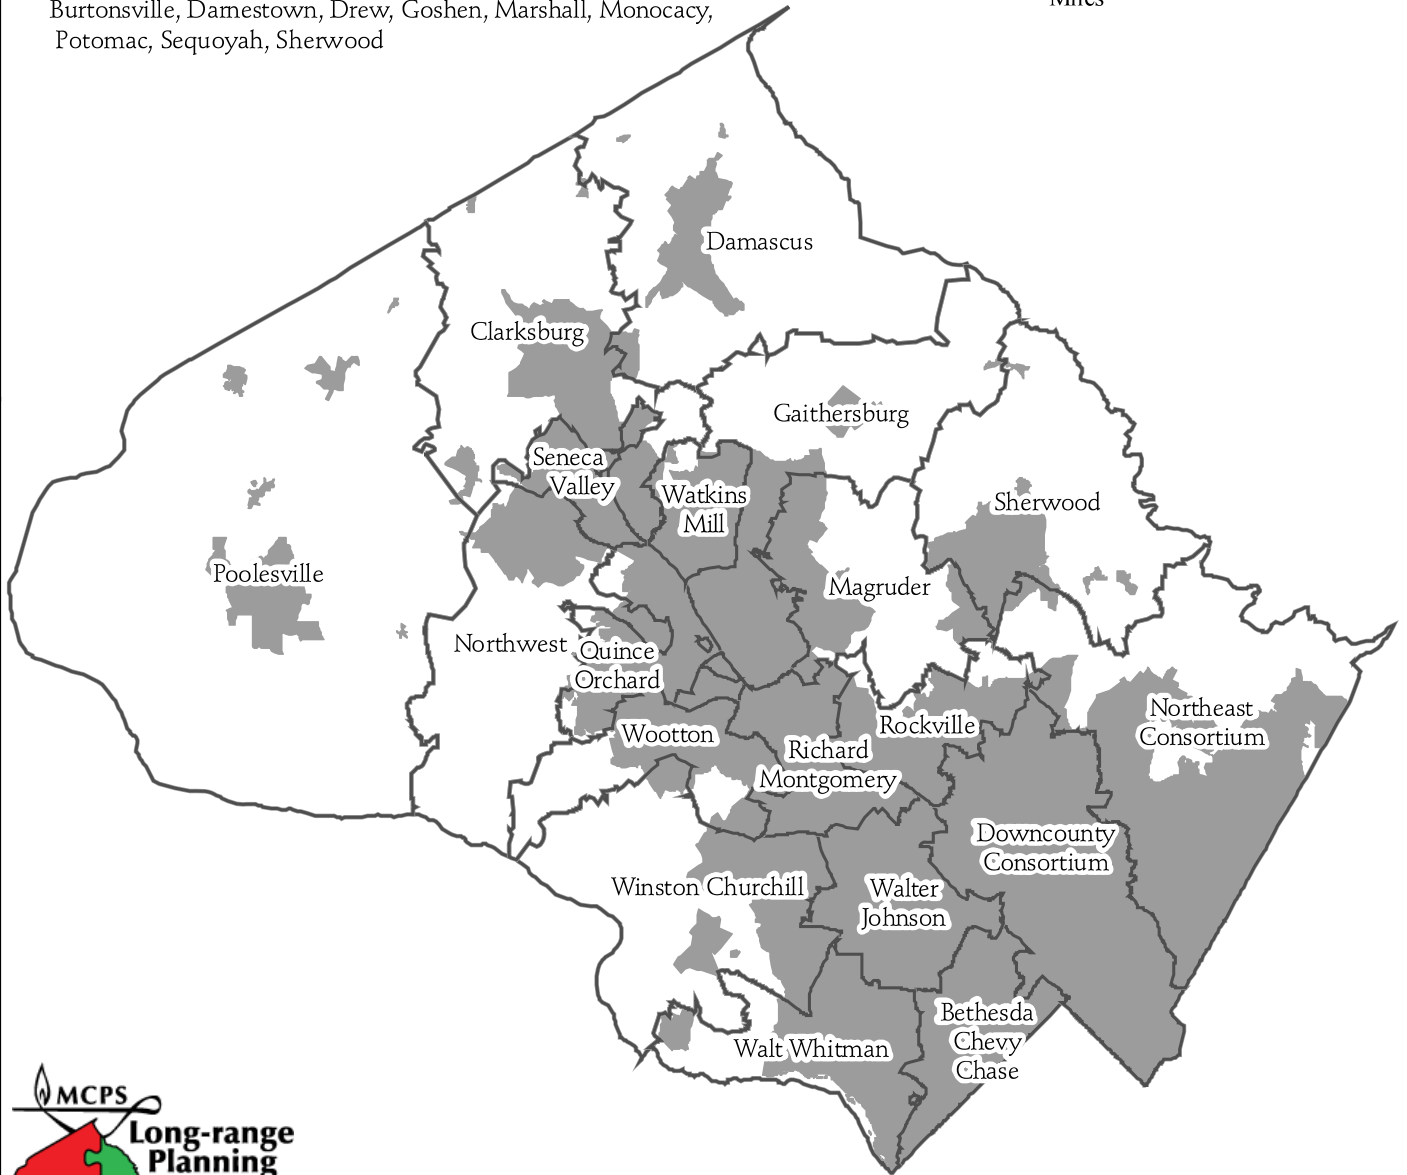 Burtonsville, Darnestown, Drew, Goshen, Marshall, Monocacy,
Potomac, Sequoyah, Sherwood
Miles
Damascus
Clarksburg
Gaithersburg
Seneca
Valley
Watkins
Mill
Sherwood
Poolesville
Magruder
Northwest
Quince
Orchard
Northeast
Consortium
Rockville
Wootton
Richard
Montgomery
Downcounty
Consortium
Winston Churchill
Walter
Johnson
Bethesda
Chevy
Chase
Walt Whitman
MCPS
Long-range
Planning